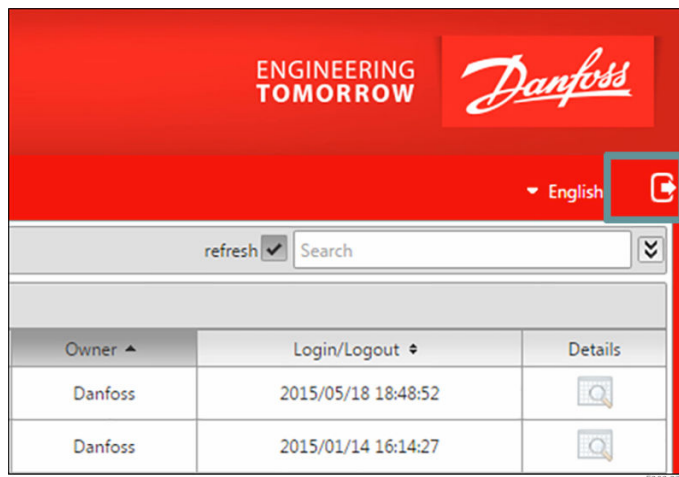 ENGINEERING
TOMORROW
Danfoss
English
refresh Search
Owner Login/Logout Details
Danfoss 2015/05/18 18:48:52
Danfoss 2015/01/14 16:14:27